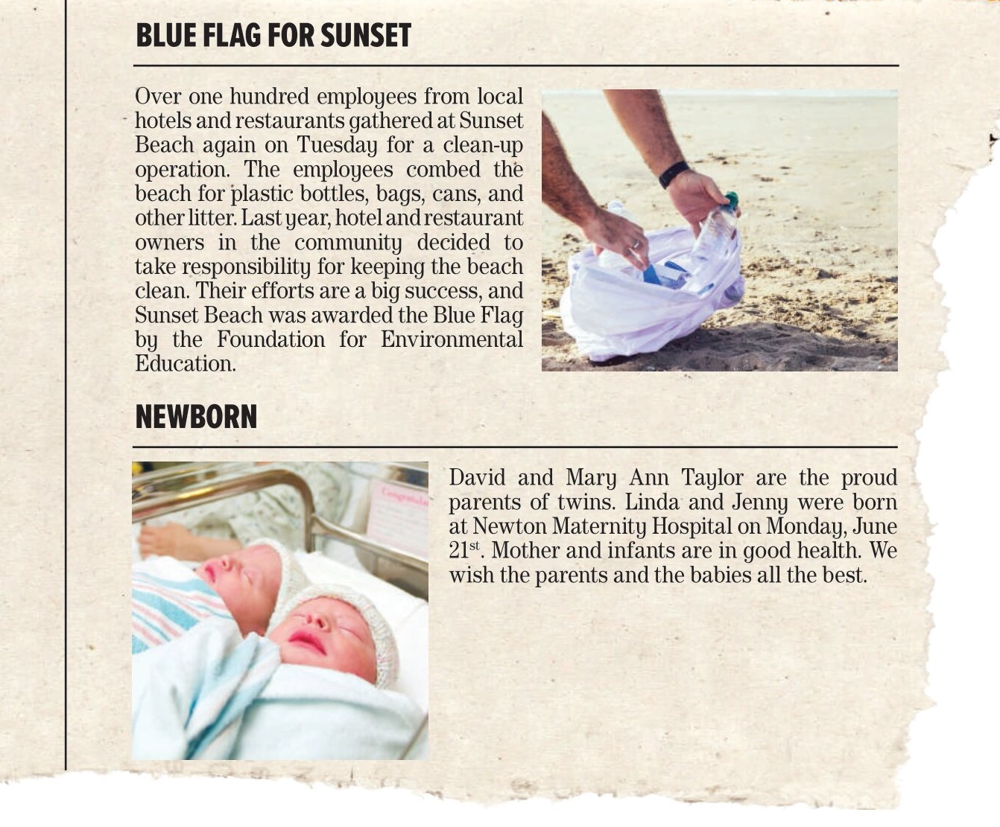 BLUE FLAG FOR SUNSET
Over one hundred employees from local
hotels and restaurants gathered at Sunset
Beach again on Tuesday for a clean-up
operation. The employees combed the
beach for plastic bottles, bags, cans, and
other litter. Last year, hotel and restaurant
owners in the community decided to
take responsibility for keeping the beach
clean. Their efforts are a big success, and
Sunset Beach was awarded the Blue Flag
by the Foundation for Environmental
Education.
NEWBORN
David and Mary Ann Taylor are the proud
parents of twins. Linda and Jenny were born
at Newton Maternity Hospital on Monday, June
21st. Mother and infants are in good health. We
wish the parents and the babies all the best.